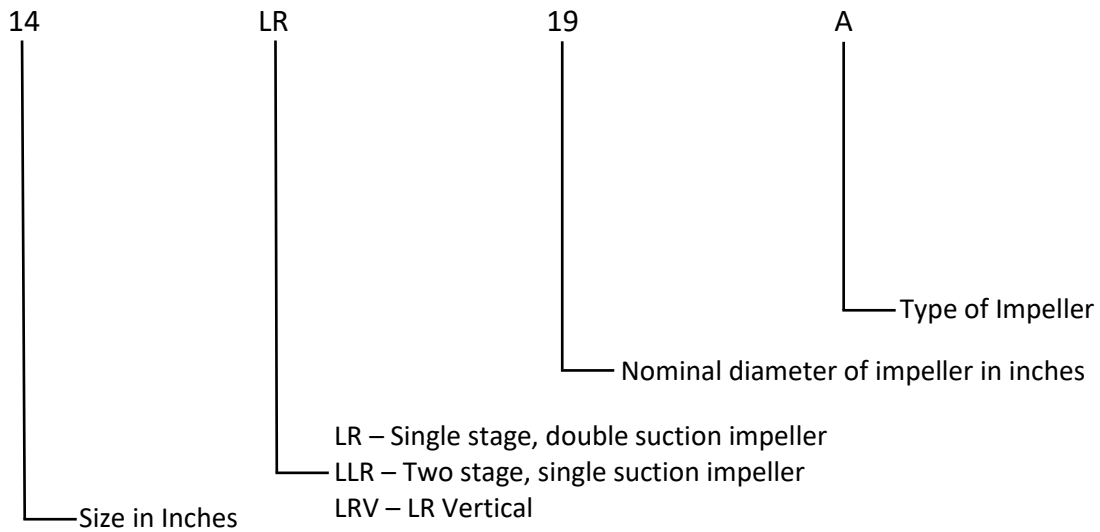 14 LR 19 A
Type of Impeller
Nominal diameter of impeller in inches
LR – Single stage, double suction impeller
LLR – Two stage, single suction impeller
LRV – LR Vertical
Size in Inches